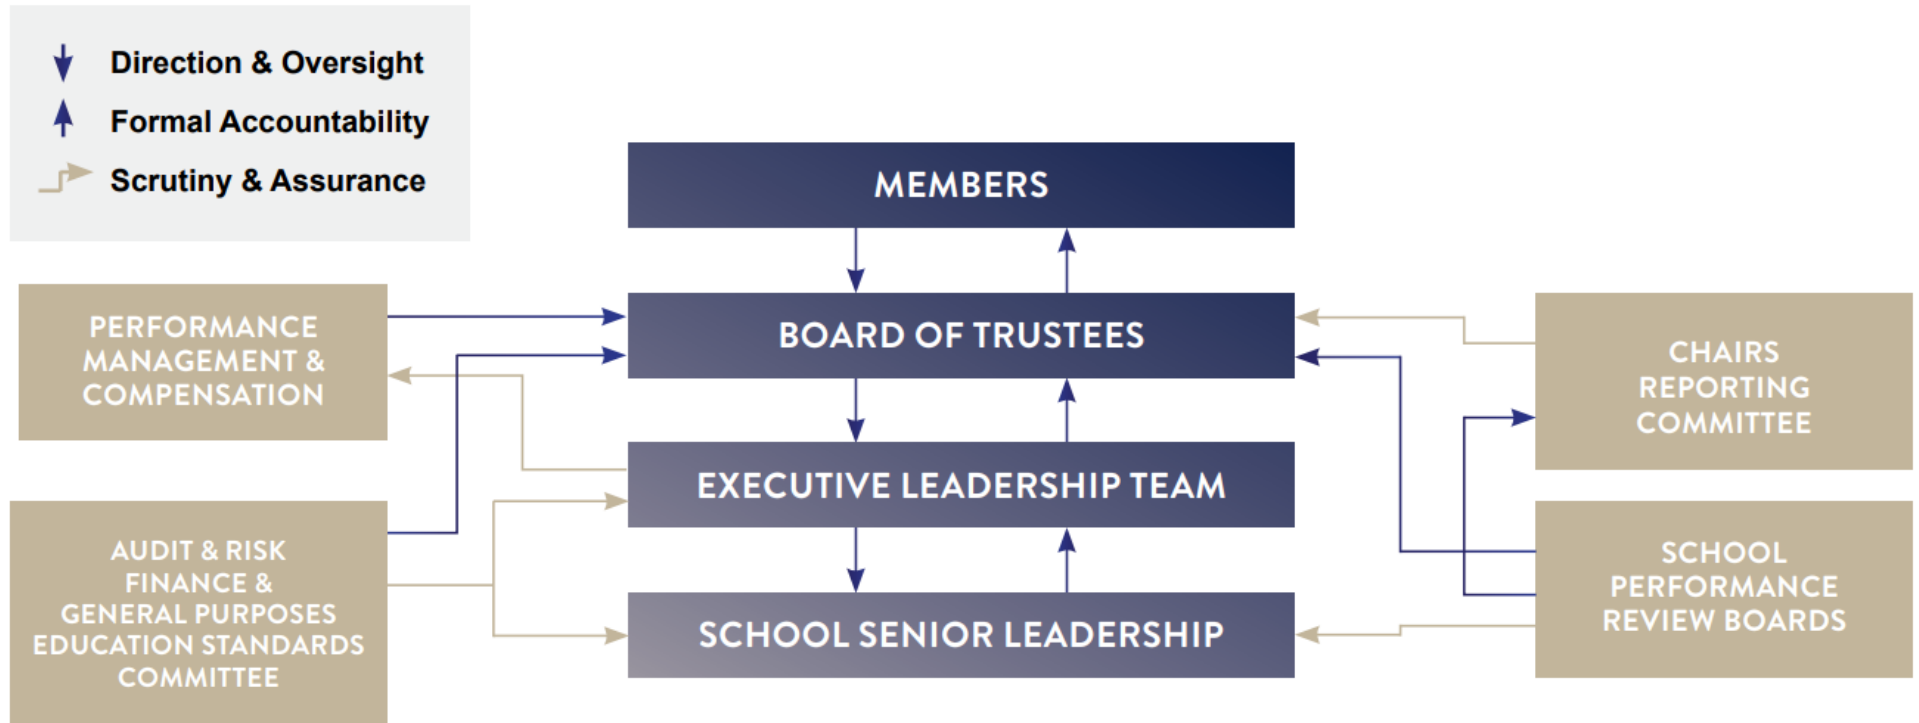 Direction & Oversight
Formal Accountability
Scrutiny & Assurance
MEMBERS
PERFORMANCE
MANAGEMENT &
COMPENSATION
BOARD OF TRUSTEES
CHAIRS
REPORTING
COMMITTEE
EXECUTIVE LEADERSHIP TEAM
AUDIT & RISK
FINANCE &
GENERAL PURPOSES
EDUCATION STANDARDS
COMMITTEE
SCHOOL SENIOR LEADERSHIP
SCHOOL
PERFORMANCE
REVIEW BOARDS